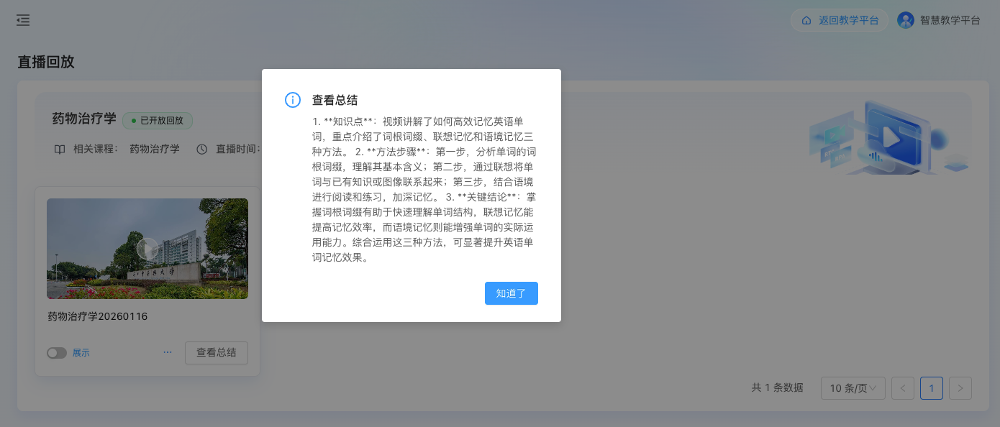 返回教学平台
智慧教学平台
直播回放
药物治疗学
已开放回放
相关课程：
药物治疗学
直播时间：
查看总结
1. **知识点**：视频讲解了如何高效记忆英语单
词，重点介绍了词根词缀、联想记忆和语境记忆三
种方法。 2. **方法步骤**：第一步，分析单词的词
根词缀，理解其基本含义；第二步，通过联想将单
词与已有知识或图像联系起来；第三步，结合语境
进行阅读和练习，加深记忆。 3. **关键结论**：掌
握词根词缀有助于快速理解单词结构，联想记忆能
提高记忆效率，而语境记忆则能增强单词的实际运
用能力。综合运用这三种方法，可显著提升英语单
词记忆效果。
知道了
药物治疗学20260116
展示
···
查看总结
共 1 条数据
10 条/页
1